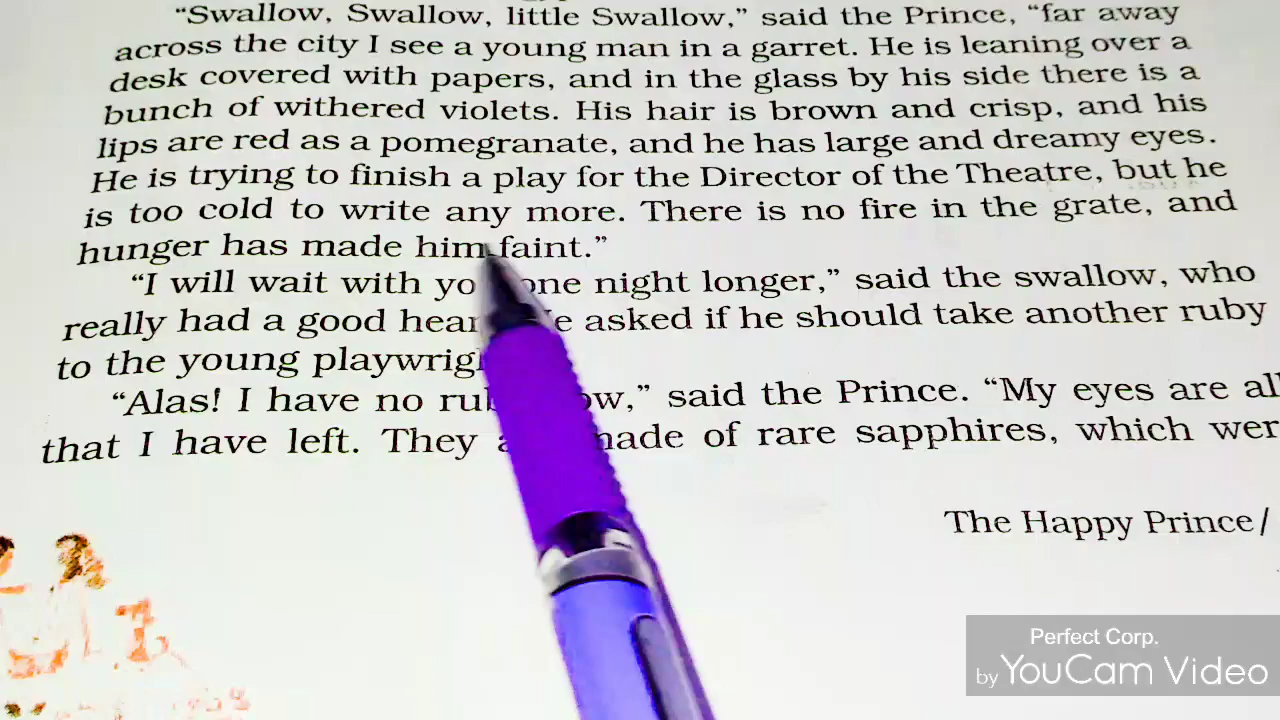 “Swallow, Swallow, little Swallow,” said the Prince, “far away
across the city I see a young man in a garret. He is leaning over a
desk covered with papers, and in the glass by his side there is a
bunch of withered violets. His hair is brown and crisp, and his
lips are red as a pomegranate, and he has large and dreamy eyes.
He is trying to finish a play for the Director of the Theatre, but he
is too cold to write any more. There is no fire in the grate, and
hunger has made him faint.”
“I will wait with yo one night longer,” said the swallow, who
really had a good hear e asked if he should take another ruby
to the young playwrig
“Alas! I have no ru ow,” said the Prince. “My eyes are all
that I have left. They a made of rare sapphires, which wer
The Happy Prince/
Perfect Corp.
by YouCam Video